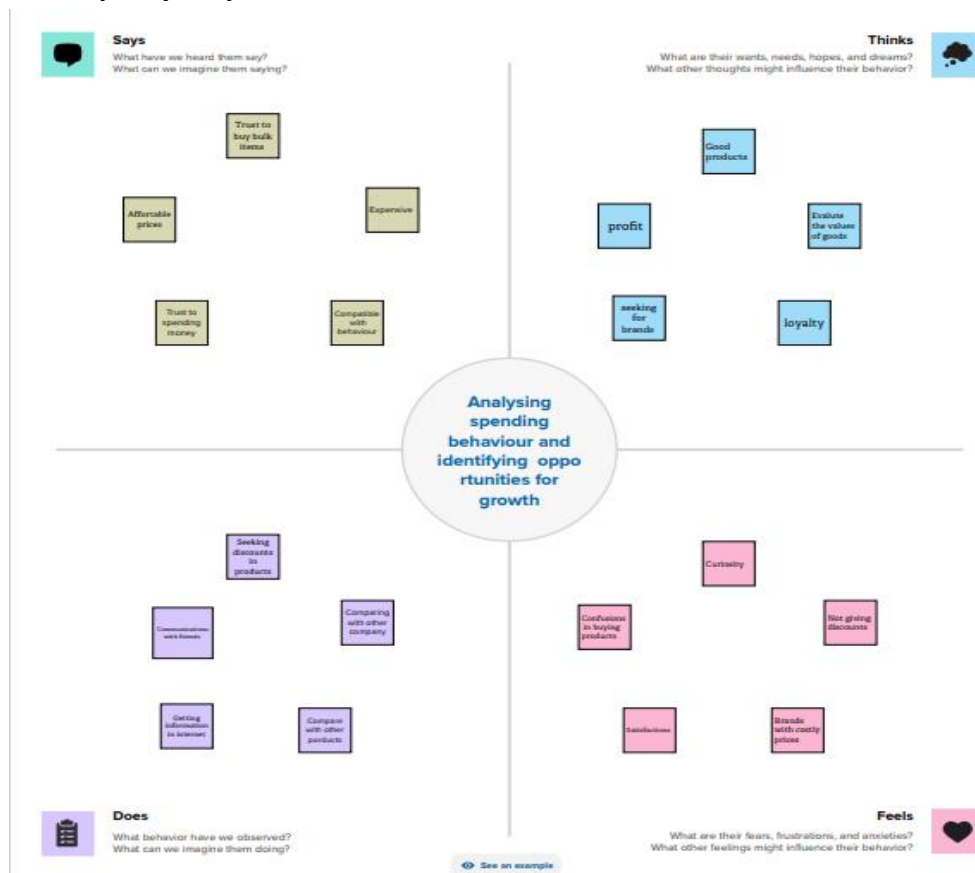 Says
What have we heard them say?
What can we imagine them saying?
Thinks
What are their wants, needs, hopes, and dreams?
What other thoughts might influence their behavior?
Trust to
buy bulk
items
Affortable
prices
Expensive
Trust to
spending
money
Compatible
with
behaviour
Good
products
profit
Evalute
the values
of goods
seeking
for
brands
loyalty
Analysing
spending
behaviour and
identifying oppo
rtunities for
growth
Seeking
discounts
in
products
Communications
with friends
Comparing
with other
company
Getting
information
in internet
Compare
with other
porducts
Curiosity
Confusions
in buying
products
Not giving
discounts
Satisfactions
Brands
with costly
prices
Does
What behavior have we observed?
What can we imagine them doing?
Feels
What are their fears, frustrations, and anxieties?
What other feelings might influence their behavior?
See an example